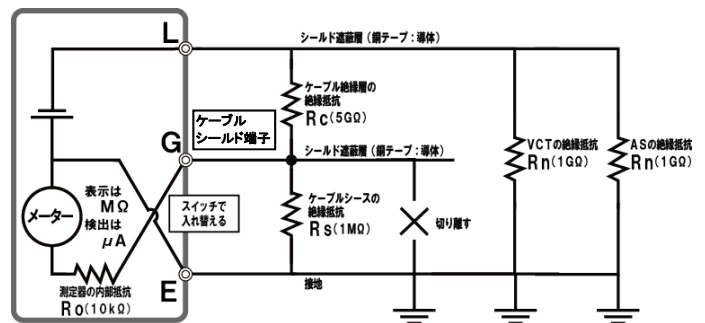 L
シールド遮蔽層(銅テープ:導体)
ケーブル絶縁層の
絶縁抵抗
Rc(5GΩ)
ケーブル
シールド端子
G
シールド遮蔽層(銅テープ:導体)
VCTの絶縁抵抗
Rn(1GΩ)
ASの絶縁抵抗
Rn(1GΩ)
メーター
表示は
MΩ
検出は
μA
スイッチで
入れ替える
ケーブルシースの
絶縁抵抗
Rs(1MΩ)
切り離す
E
接地
測定器の内部抵抗
Ro(10kΩ)